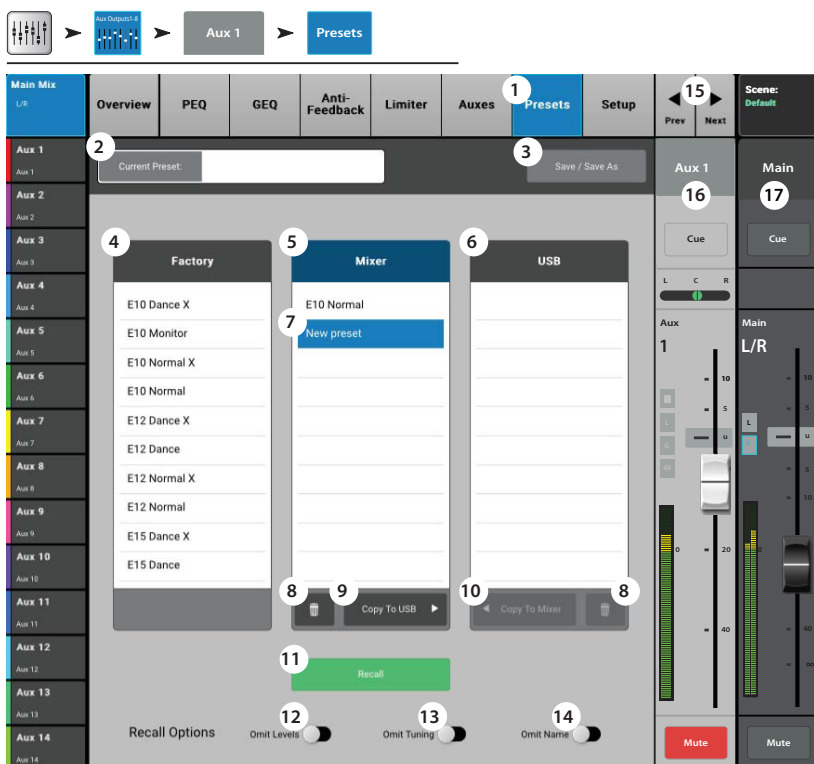 Aux Outputs1-8
Aux 1
Presets
Main Mix
L/R
Overview
PEQ
GEQ
Anti-
Feedback
Limiter
Auxes
1
Presets
Setup
15
Prev
Next
Scene:
Default
Aux 1
Aux 1
Aux 2
Aux 2
Aux 3
Aux 3
Aux 4
Aux 4
Aux 5
Aux 5
Aux 6
Aux 6
Aux 7
Aux 7
Aux 8
Aux 8
Aux 9
Aux 9
Aux 10
Aux 10
Aux 11
Aux 11
Aux 12
Aux 12
Aux 13
Aux 13
Aux 14
Aux 14
2
Current Preset:
3
Save / Save As
4
Factory
E10 Dance X
E10 Monitor
E10 Normal X
E10 Normal
E12 Dance X
E12 Dance
E12 Normal X
E12 Normal
E15 Dance X
E15 Dance
5
Mixer
E10 Normal
7
New preset
8
9
Copy To USB
6
USB
10
Copy To Mixer
8
11
Recall
Recall Options
12
Omit Levels
13
Omit Tuning
14
Omit Name
Aux 1
16
Cue
L C R
Aux
1
10
5
L
G
u
0
20
40
Mute
Main
17
Cue
Main
L/R
10
5
L
u
5
10
0
20
40
∞
Mute